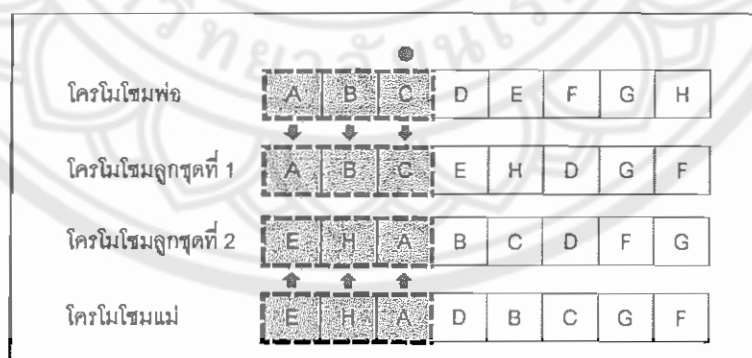 โครโมโซมพ่อ A B C D E F G H
โครโมโซมลูกชุดที่ 1 A B C E H D G F
โครโมโซมลูกชุดที่ 2 E H A B C D F G
โครโมโซมแม่ E H A D B C G F